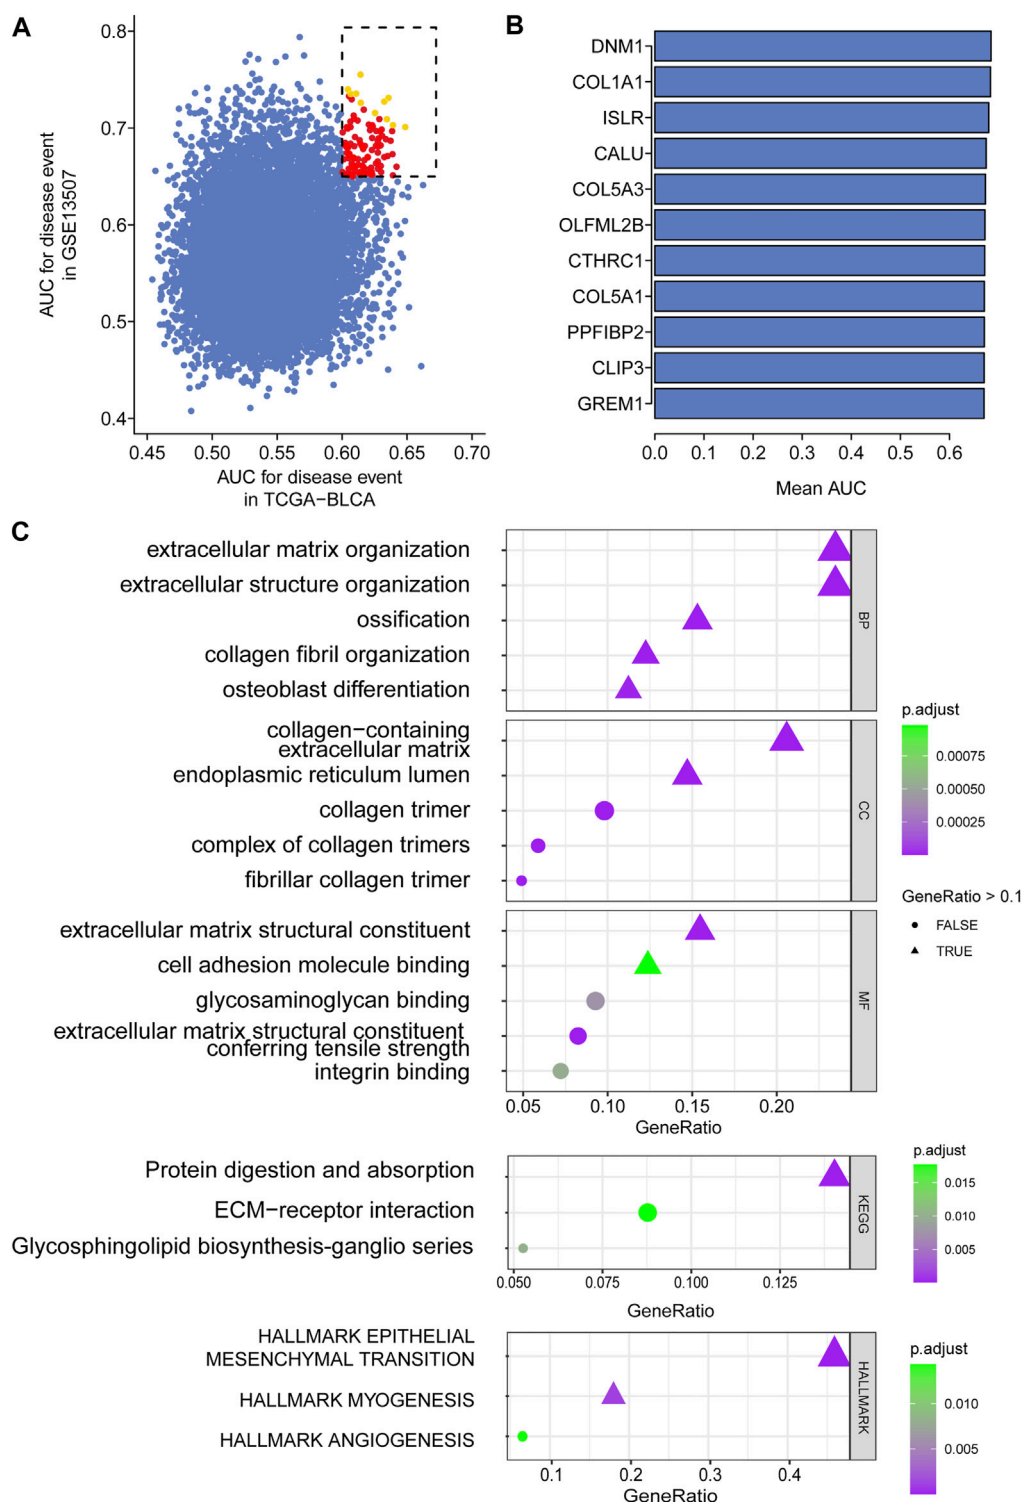 A
0.8
0.7
0.6
0.5
0.4
AUC for disease event
in GSE13507
0.45
0.50
0.55
0.60
0.65
0.70
AUC for disease event
in TCGA−BLCA
B
DNM1
COL1A1
ISLR
CALU
COL5A3
OLFML2B
CTHRC1
COL5A1
PPFIBP2
CLIP3
GREM1
0.0
0.1
0.2
0.3
0.4
0.5
0.6
Mean AUC
C
extracellular matrix organization
extracellular structure organization
ossification
collagen fibril organization
osteoblast differentiation
BP
collagen−containing
extracellular matrix
endoplasmic reticulum lumen
collagen trimer
complex of collagen trimers
fibrillar collagen trimer
CC
extracellular matrix structural constituent
cell adhesion molecule binding
glycosaminoglycan binding
extracellular matrix structural constituent
conferring tensile strength
integrin binding
MF
0.05
0.10
0.15
0.20
GeneRatio
p.adjust
0.00075
0.00050
0.00025
GeneRatio > 0.1
FALSE
TRUE
Protein digestion and absorption
ECM−receptor interaction
Glycosphingolipid biosynthesis-ganglio series
KEGG
0.050
0.075
0.100
0.125
GeneRatio
p.adjust
0.015
0.010
0.005
HALLMARK EPITHELIAL
MESENCHYMAL TRANSITION
HALLMARK MYOGENESIS
HALLMARK ANGIOGENESIS
HALLMARK
0.1
0.2
0.3
0.4
GeneRatio
p.adjust
0.010
0.005